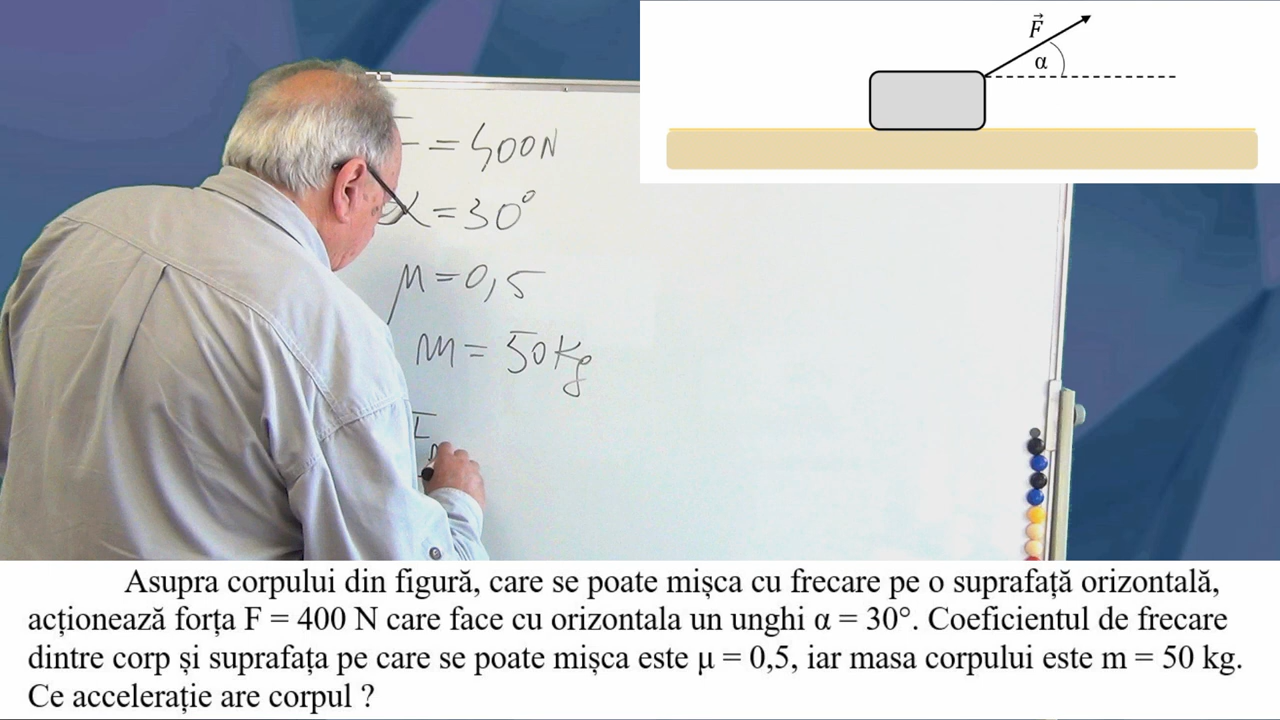 F⃗
α
= 400N
α = 30°
μ = 0,5
m = 50 Kg
Asupra corpului din figură, care se poate mișca cu frecare pe o suprafață orizontală,
acționează forța F = 400 N care face cu orizontala un unghi α = 30°. Coeficientul de frecare
dintre corp și suprafața pe care se poate mișca este μ = 0,5, iar masa corpului este m = 50 kg.
Ce accelerație are corpul ?